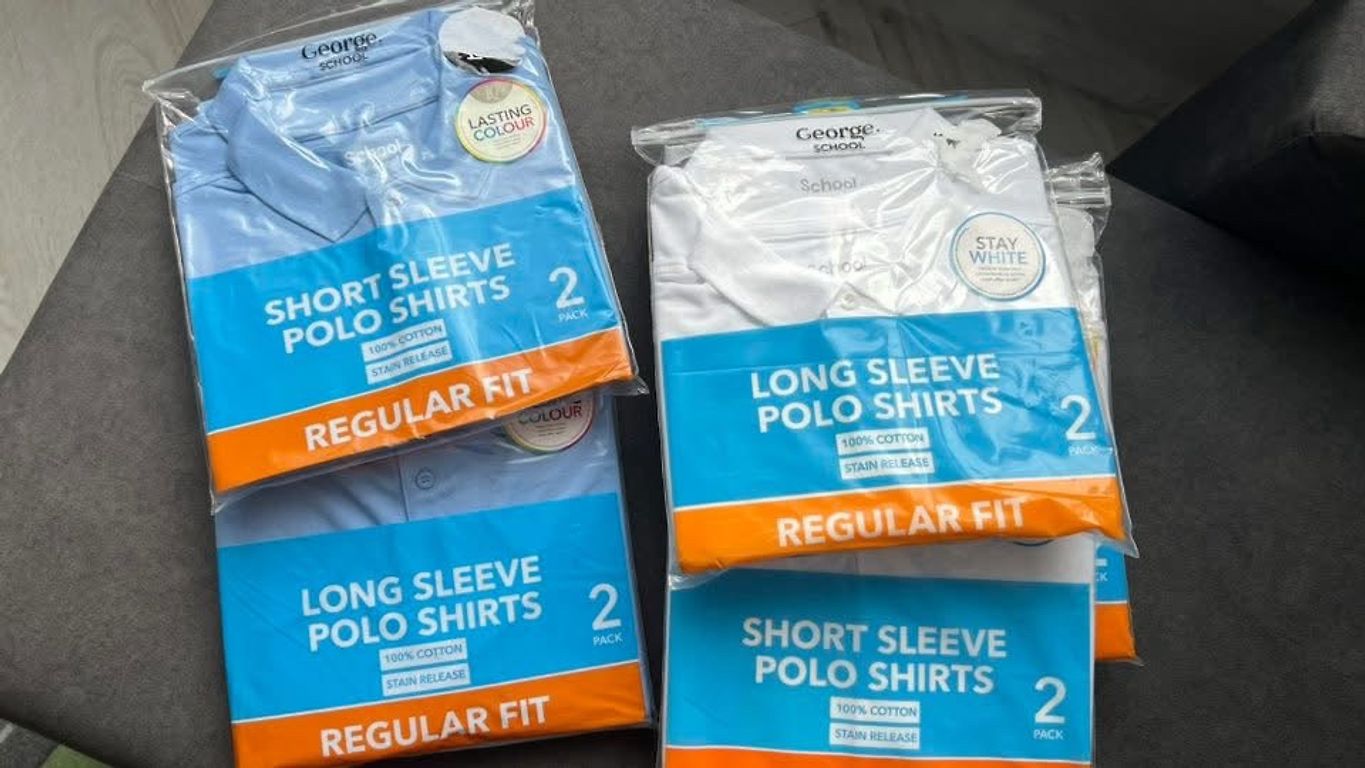 George.
SCHOOL
LASTING
COLOUR
School
SHORT SLEEVE
POLO SHIRTS
2
PACK
100% COTTON
STAIN RELEASE
REGULAR FIT
COLOUR
LONG SLEEVE
POLO SHIRTS
2
PACK
100% COTTON
STAIN RELEASE
REGULAR FIT
George.
SCHOOL
School
School
STAY
WHITE
LONG SLEEVE
POLO SHIRTS
2
PACK
100% COTTON
STAIN RELEASE
REGULAR FIT
SHORT SLEEVE
POLO SHIRTS
2
PACK
100% COTTON
STAIN RELEASE